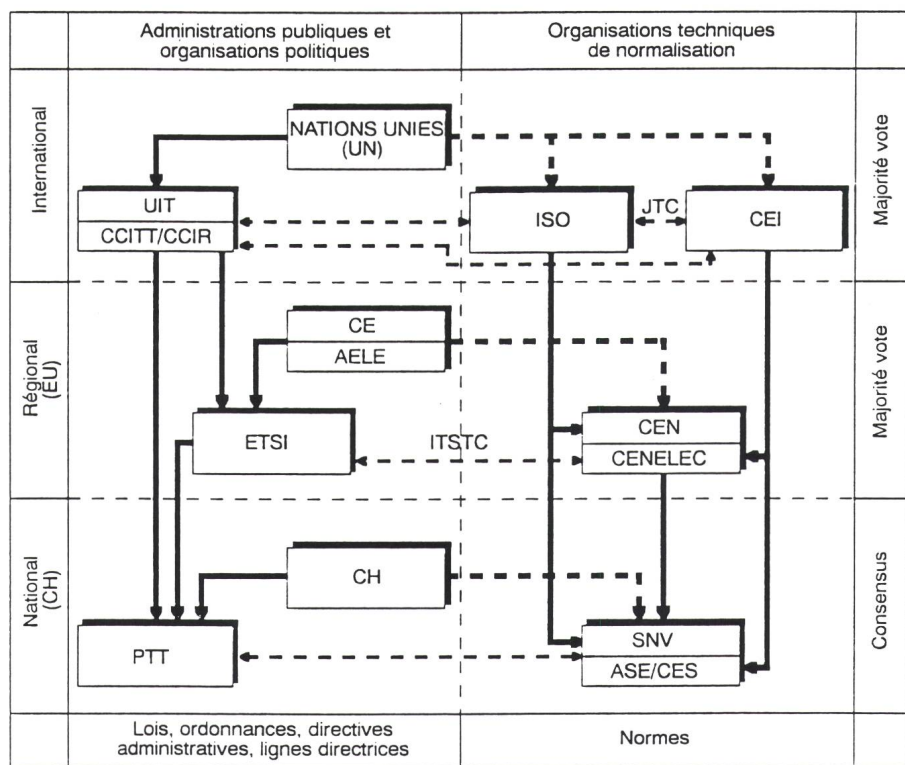 Administrations publiques et
organisations politiques
Organisations techniques
de normalisation
International
NATIONS UNIES
(UN)
UIT
CCITT/CCIR
ISO
JTC
CEI
Majorité vote
Régional
(EU)
CE
AELE
ETSI
ITSTC
CEN
CENELEC
Majorité vote
National
(CH)
CH
PTT
SNV
ASE/CES
Consensus
Lois, ordonnances, directives
administratives, lignes directrices
Normes